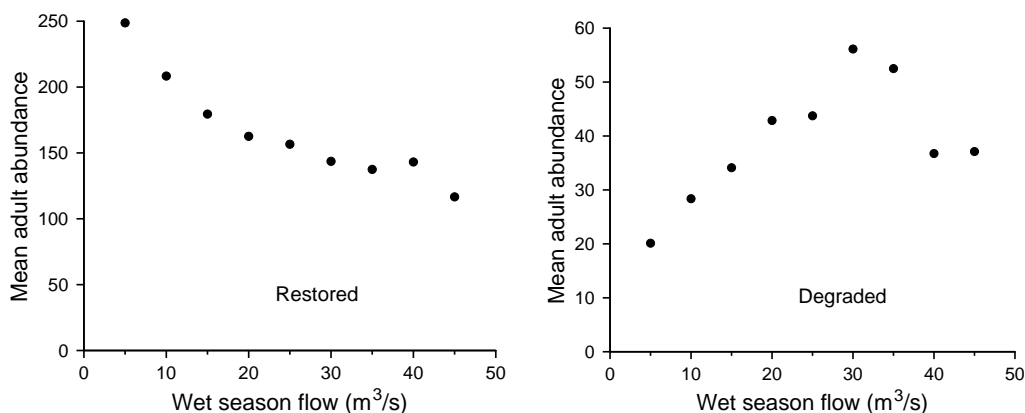 250
200
150
100
50
0
Mean adult abundance
Restored
0 10 20 30 40 50
Wet season flow (m³/s)
60
50
40
30
20
10
0
Mean adult abundance
Degraded
0 10 20 30 40 50
Wet season flow (m³/s)